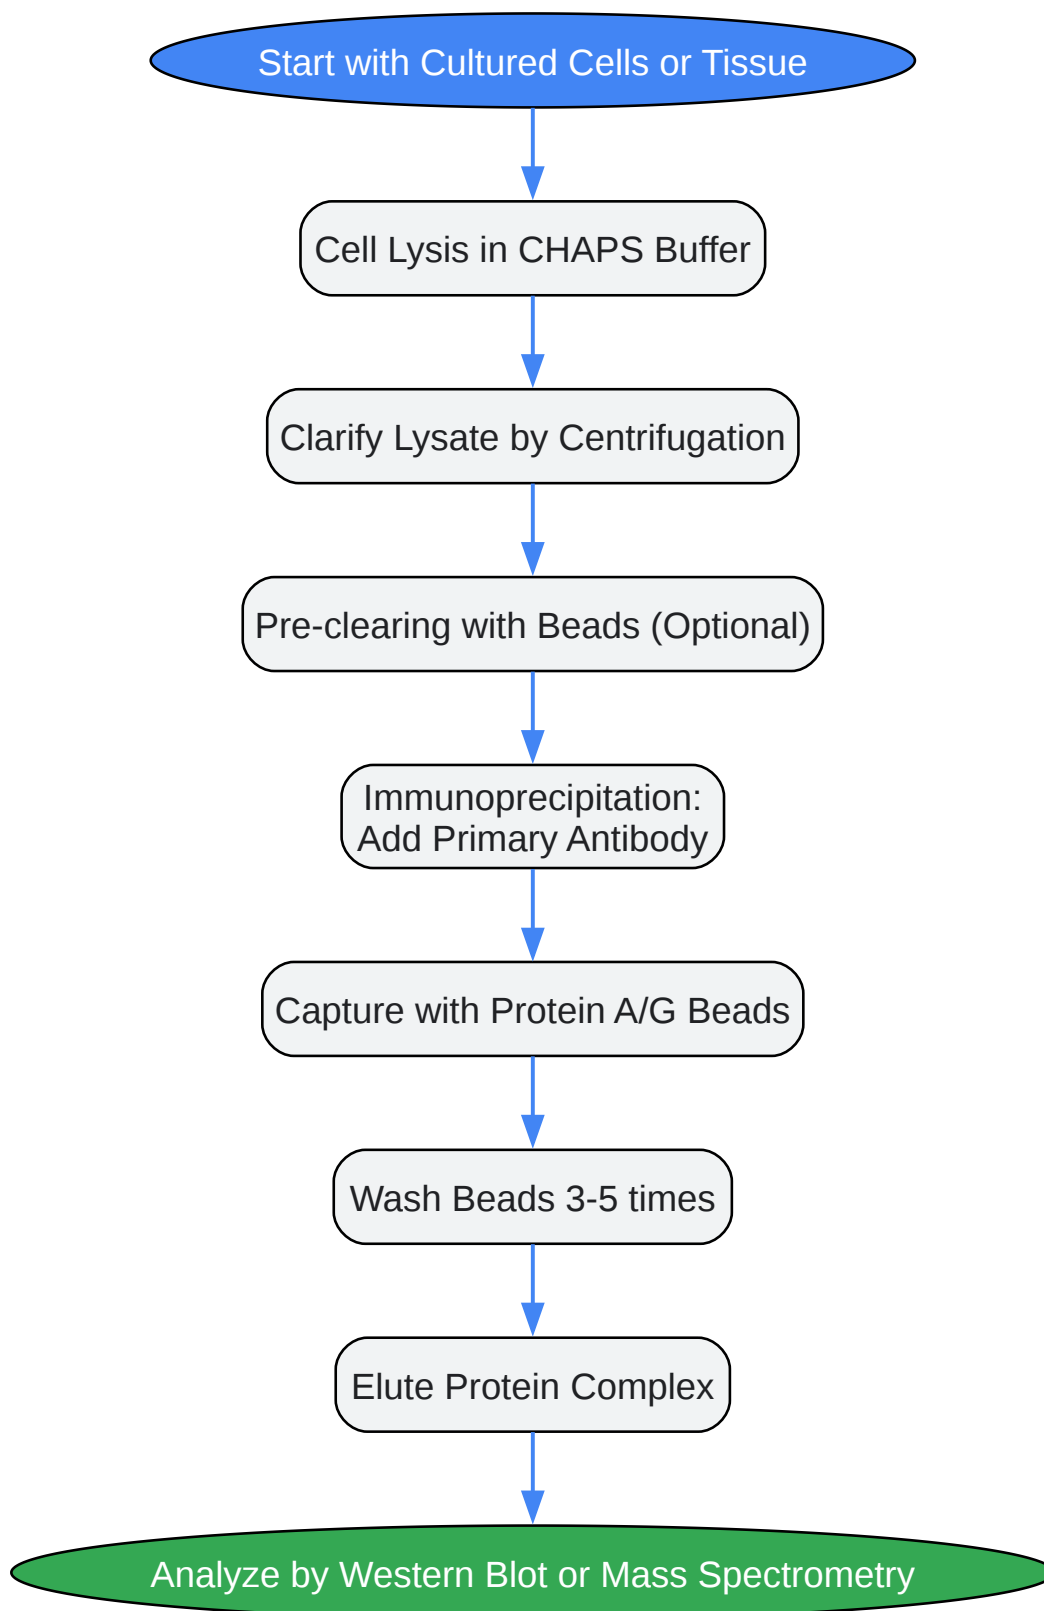 Start with Cultured Cells or Tissue
Cell Lysis in CHAPS Buffer
Clarify Lysate by Centrifugation
Pre-clearing with Beads (Optional)
Immunoprecipitation:
Add Primary Antibody
Capture with Protein A/G Beads
Wash Beads 3-5 times
Elute Protein Complex
Analyze by Western Blot or Mass Spectrometry